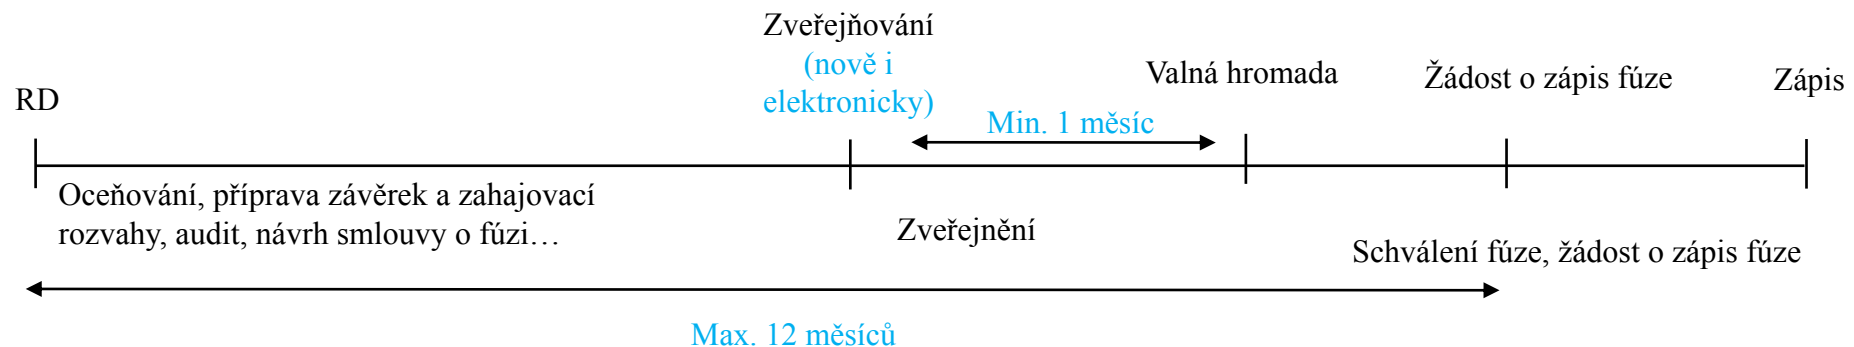 RD
Zveřejňování
(nově i
elektronicky)
Min. 1 měsíc
Valná hromada
Žádost o zápis fúze
Zápis
Oceňování, příprava závěrek a zahajovací
rozvahy, audit, návrh smlouvy o fúzi…
Zveřejnění
Schválení fúze, žádost o zápis fúze
Max. 12 měsíců